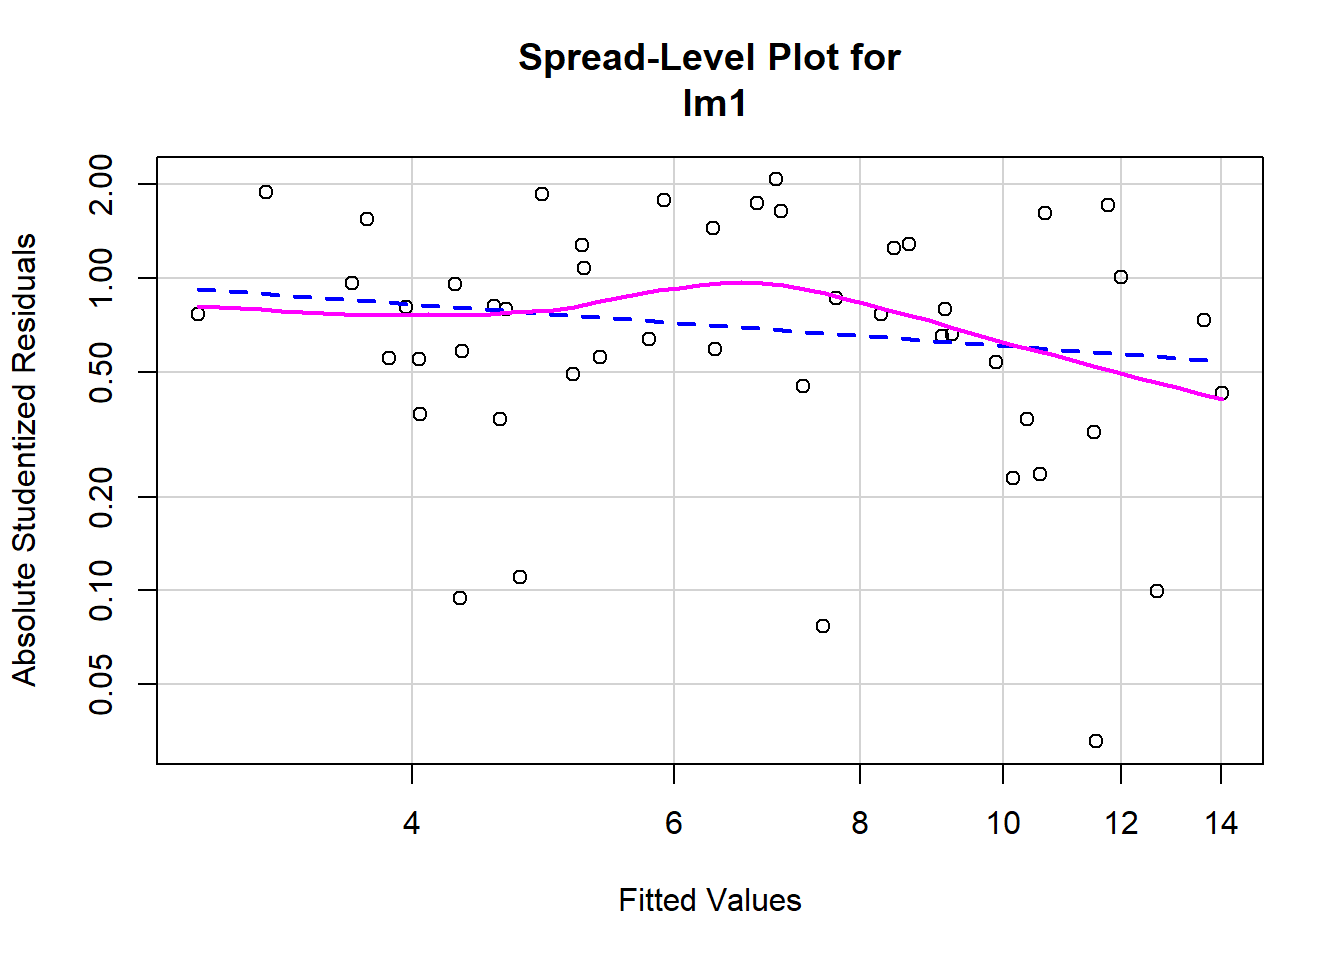 Spread-Level Plot for
lm1
Absolute Studentized Residuals
2.00
1.00
0.50
0.20
0.10
0.05
4 6 8 10 12 14
Fitted Values